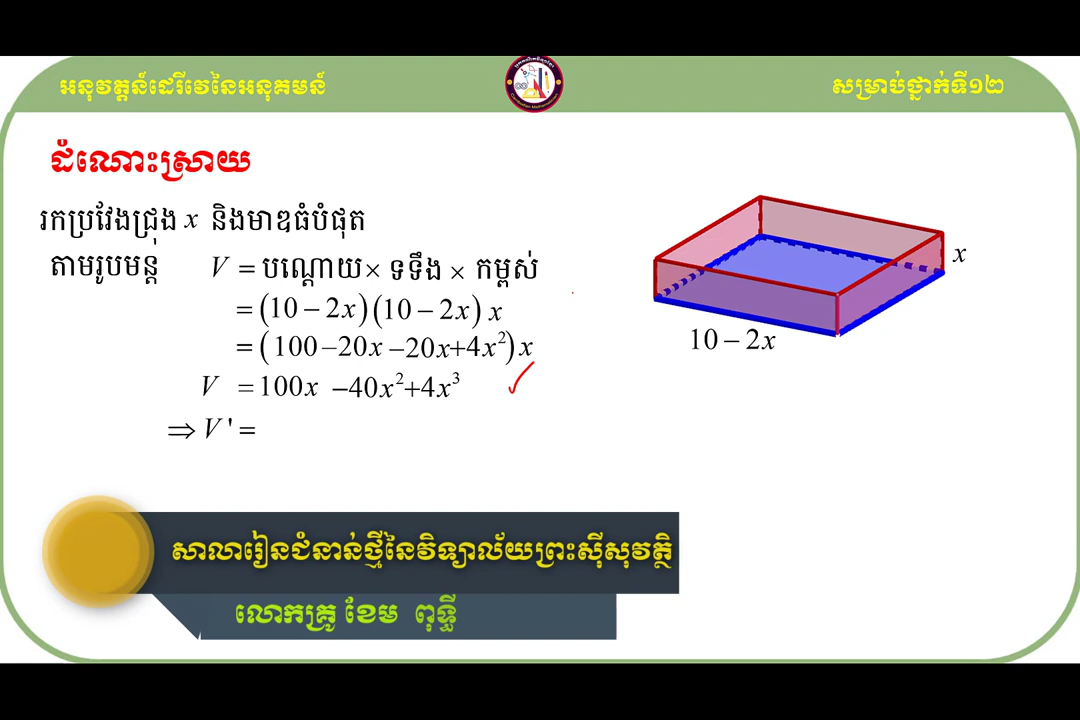 អនុវត្តន៍ដេរីវេនៃអនុគមន៍
សម្រាប់ថ្នាក់ទី១២
ដំណោះស្រាយ
រកប្រវែងជ្រុង x និងមាឌធំបំផុត
តាមរូបមន្ត V = បណ្ដោយ × ទទឹង × កម្ពស់
= (10 − 2x)(10 − 2x) x
= (100 −20x −20x+4x²)x
V = 100x −40x²+4x³
⇒ V ' =
x
10 − 2x
សាលារៀនជំនាន់ថ្មីនៃវិទ្យាល័យព្រះស៊ីសុវត្ថិ
លោកគ្រូ ខែម ពុទ្ធី